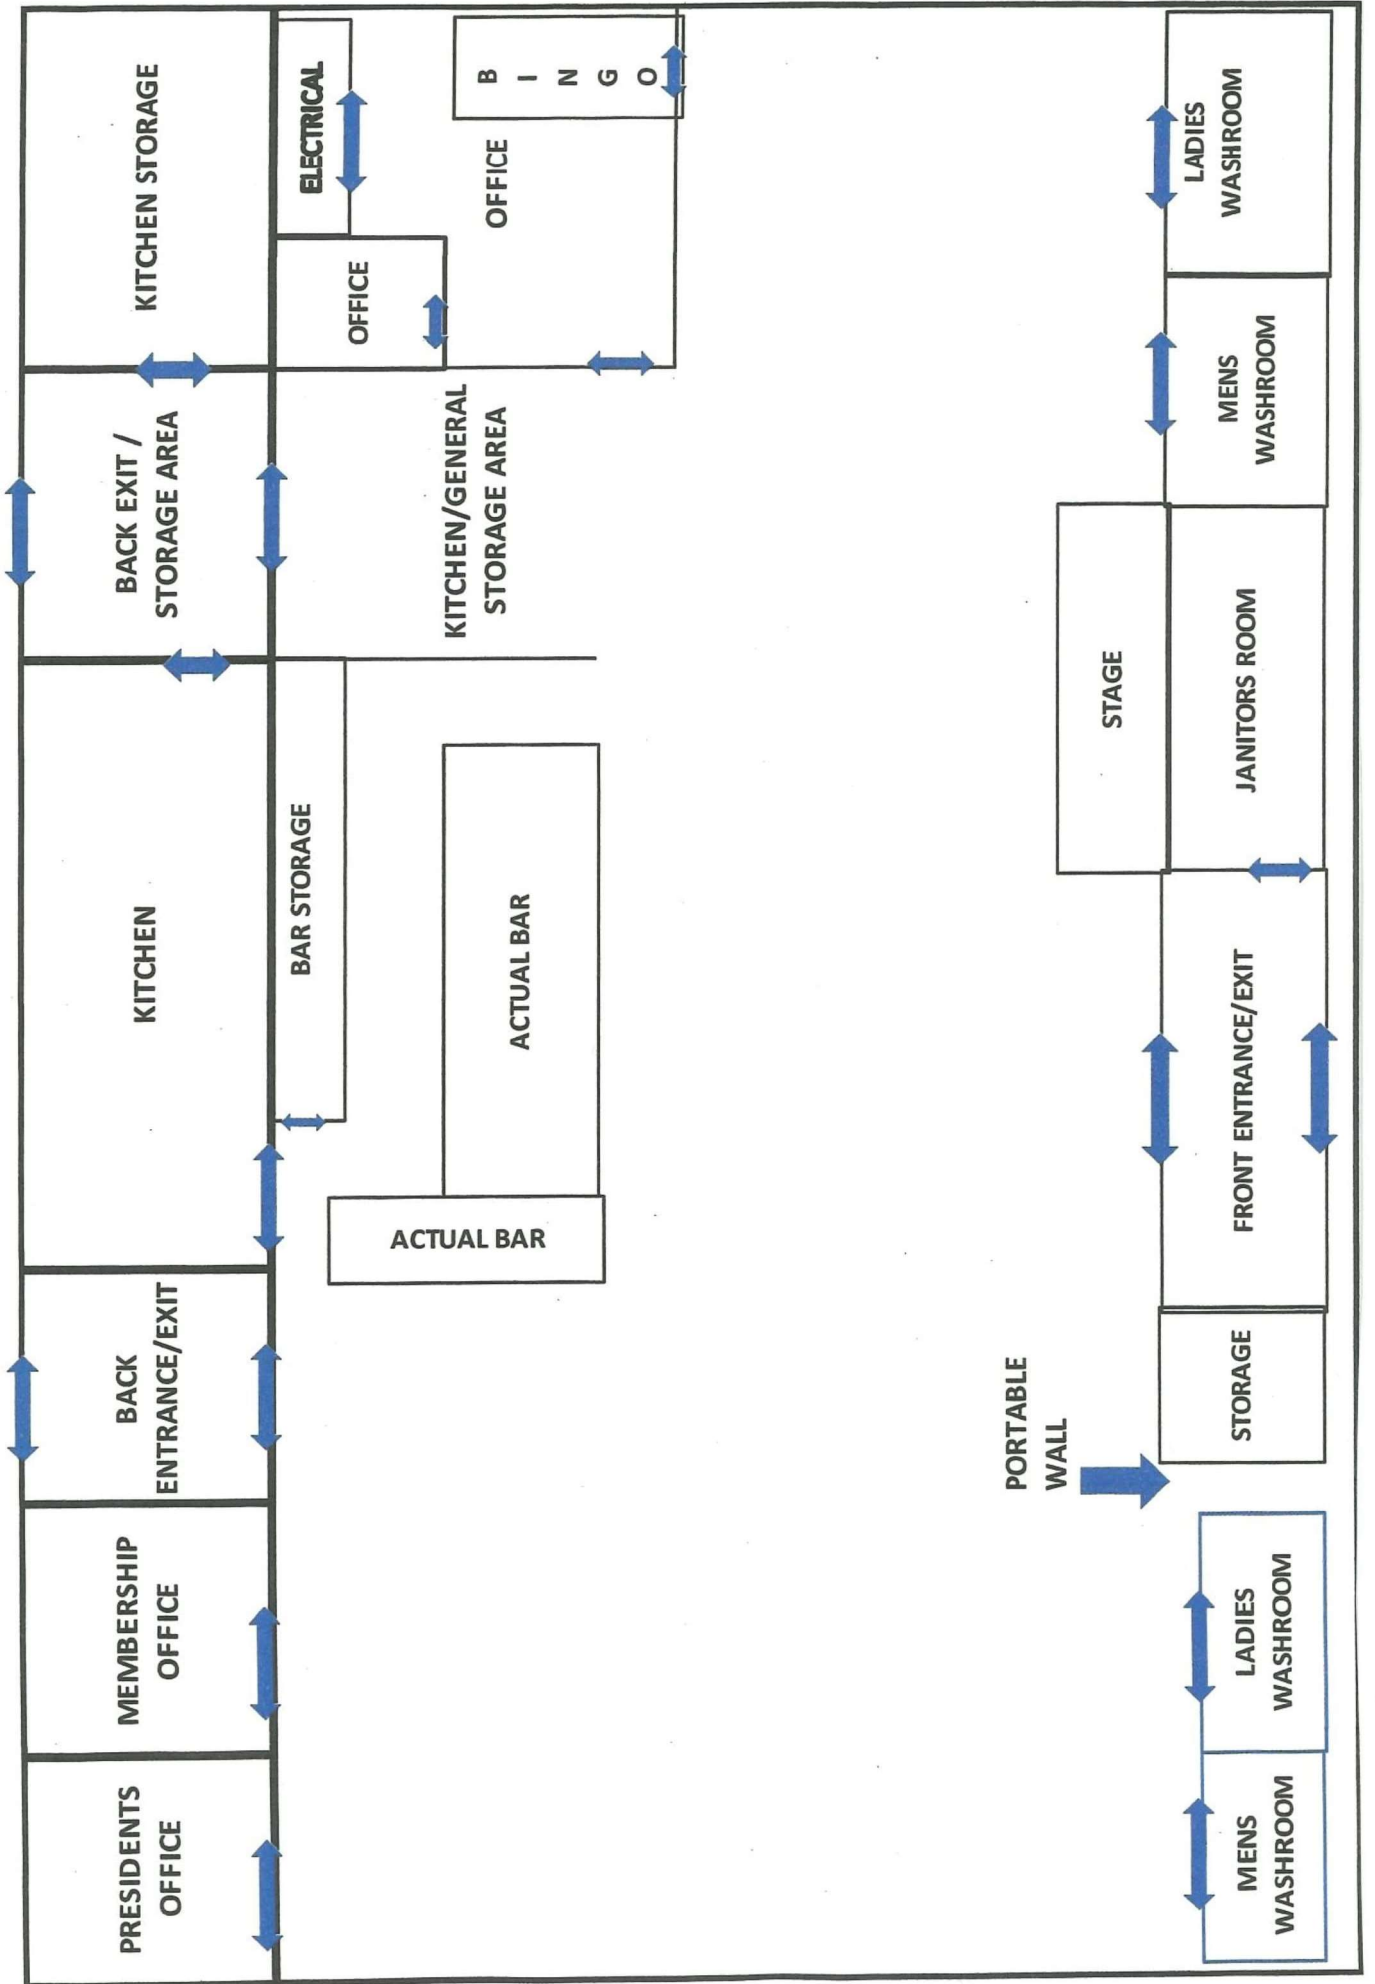 PRESIDENTS
OFFICE
MEMBERSHIP
OFFICE
BACK
ENTRANCE/EXIT
KITCHEN
BACK EXIT /
STORAGE AREA
KITCHEN STORAGE
BAR STORAGE
ACTUAL BAR
ACTUAL BAR
KITCHEN/GENERAL
STORAGE AREA
OFFICE
ELECTRICAL
OFFICE
B I N G O
PORTABLE
WALL
STAGE
MENS
WASHROOM
LADIES
WASHROOM
STORAGE
FRONT ENTRANCE/EXIT
JANITORS ROOM
MENS
WASHROOM
LADIES
WASHROOM